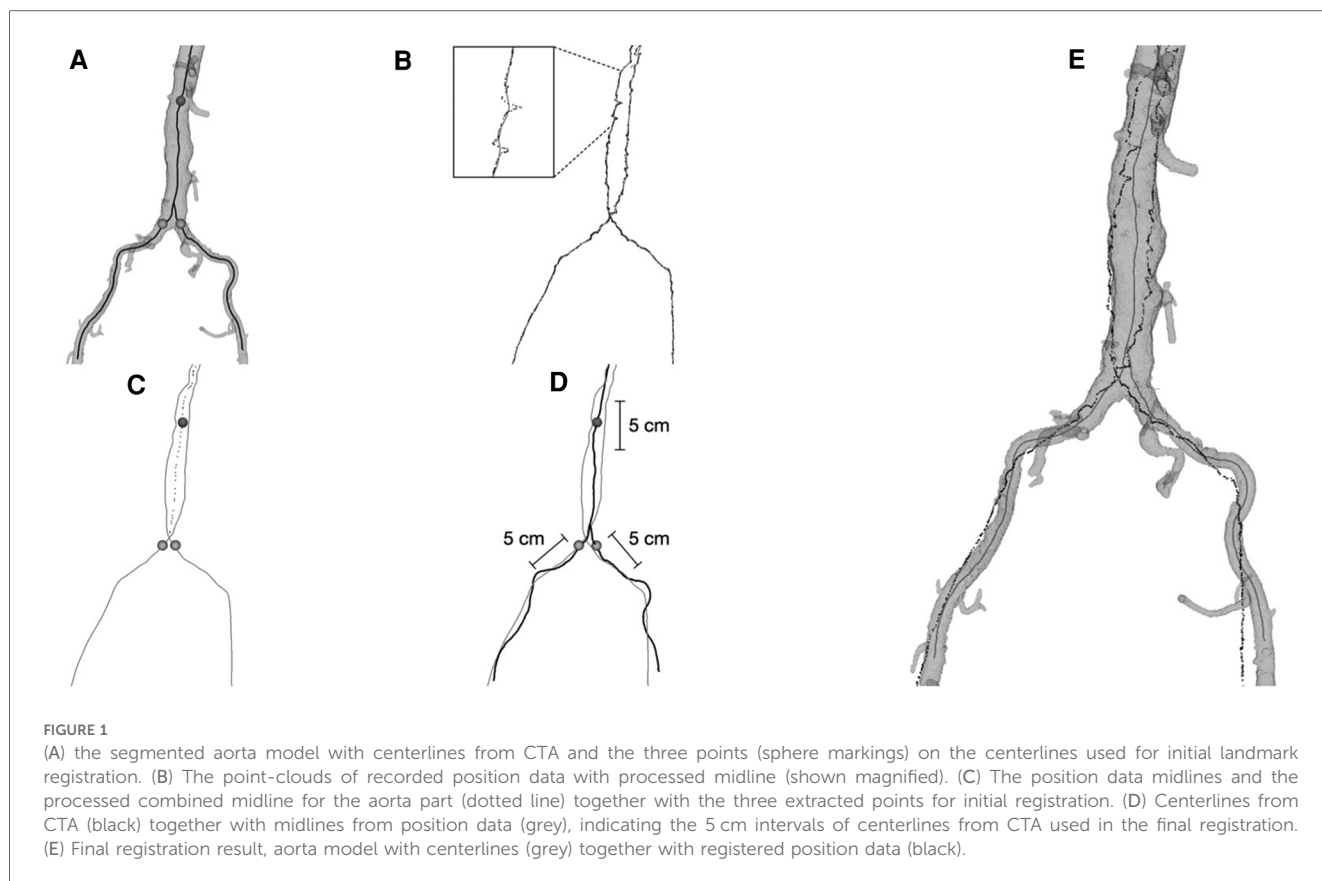 A
B
E
C
D
5 cm
5 cm
5 cm
FIGURE 1
(A) the segmented aorta model with centerlines from CTA and the three points (sphere markings) on the centerlines used for initial landmark
registration. (B) The point-clouds of recorded position data with processed midline (shown magnified). (C) The position data midlines and the
processed combined midline for the aorta part (dotted line) together with the three extracted points for initial registration. (D) Centerlines from
CTA (black) together with midlines from position data (grey), indicating the 5 cm intervals of centerlines from CTA used in the final registration.
(E) Final registration result, aorta model with centerlines (grey) together with registered position data (black).